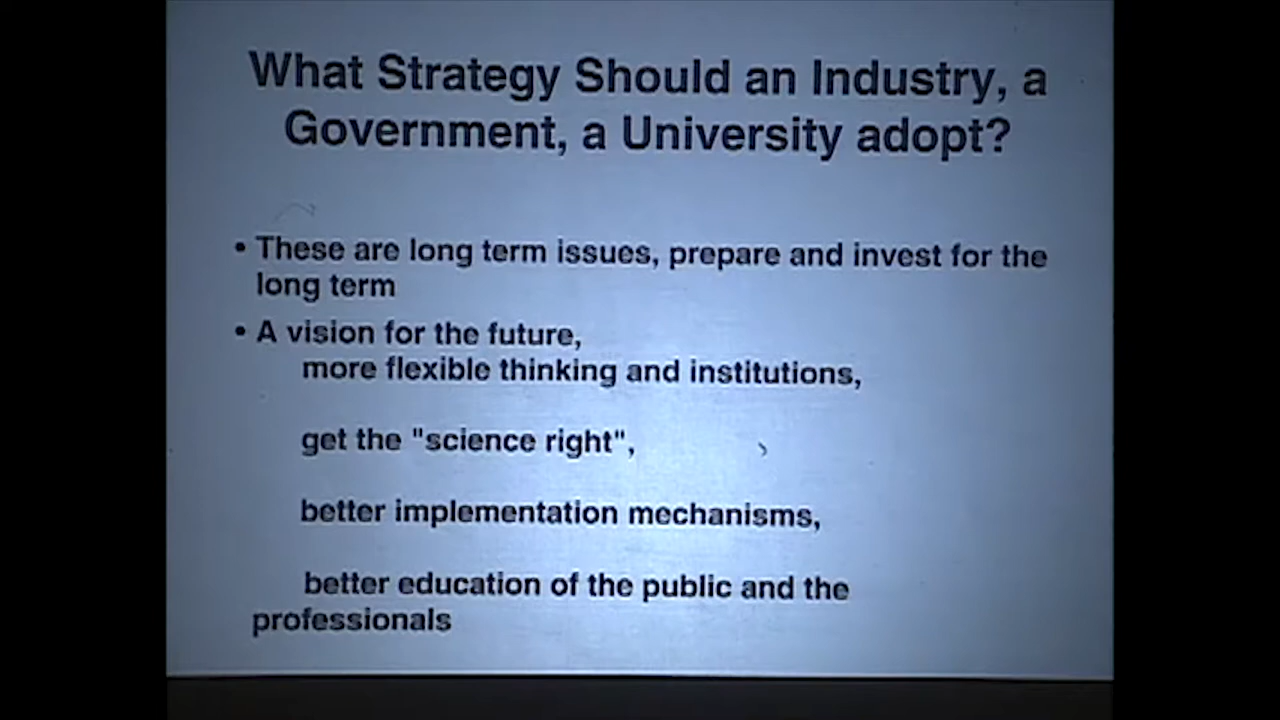 What Strategy Should an Industry, a
Government, a University adopt?
• These are long term issues, prepare and invest for the
long term
• A vision for the future,
more flexible thinking and institutions,
get the "science right",
better implementation mechanisms,
better education of the public and the
professionals